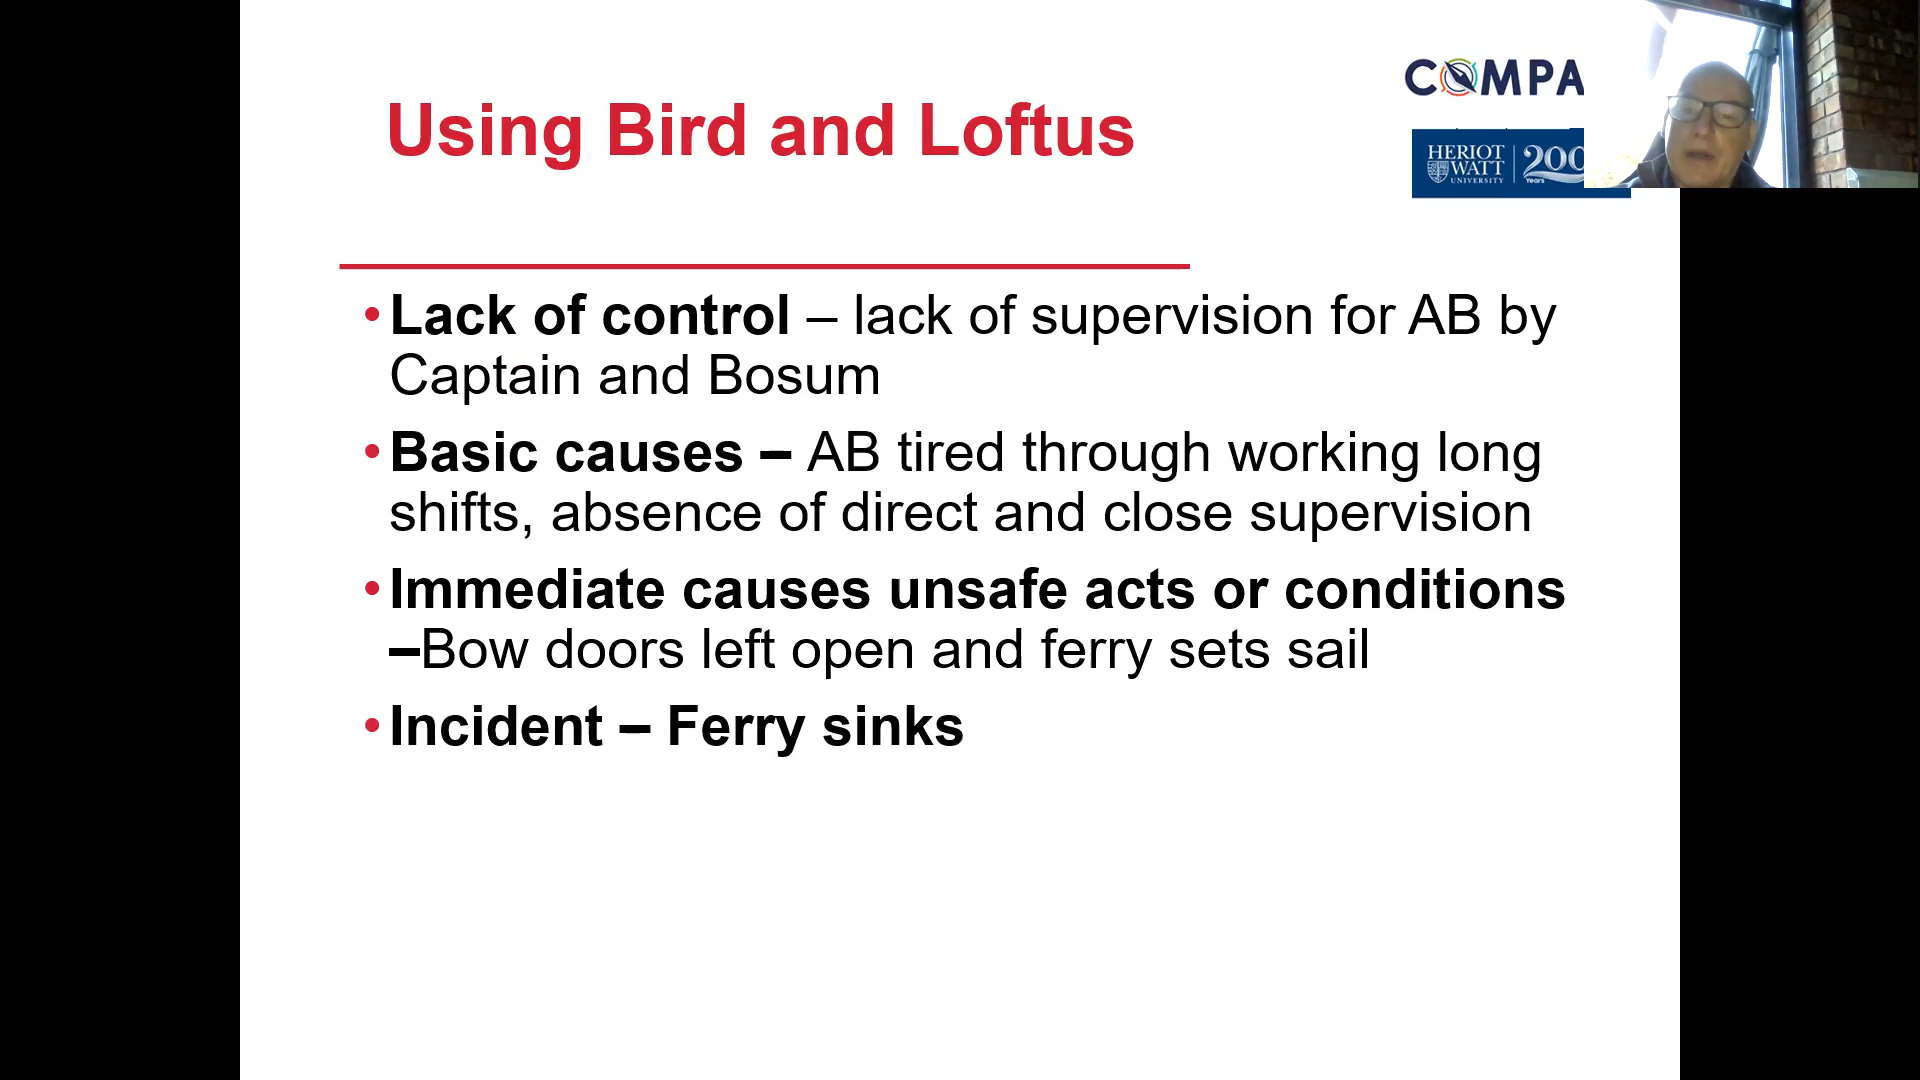 Using Bird and Loftus
COMPA
HERIOT
WATT
UNIVERSITY
200
Years
•Lack of control – lack of supervision for AB by
Captain and Bosum
•Basic causes – AB tired through working long
shifts, absence of direct and close supervision
•Immediate causes unsafe acts or conditions
–Bow doors left open and ferry sets sail
•Incident – Ferry sinks